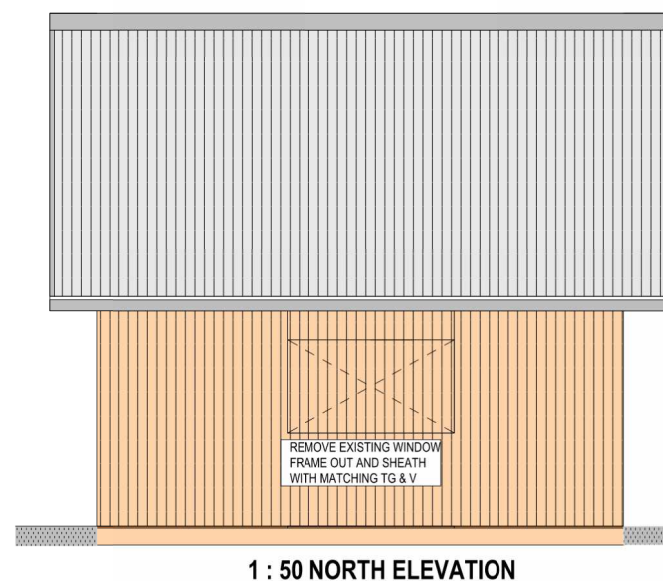 REMOVE EXISTING WINDOW
FRAME OUT AND SHEATH
WITH MATCHING TG & V
1 : 50 NORTH ELEVATION